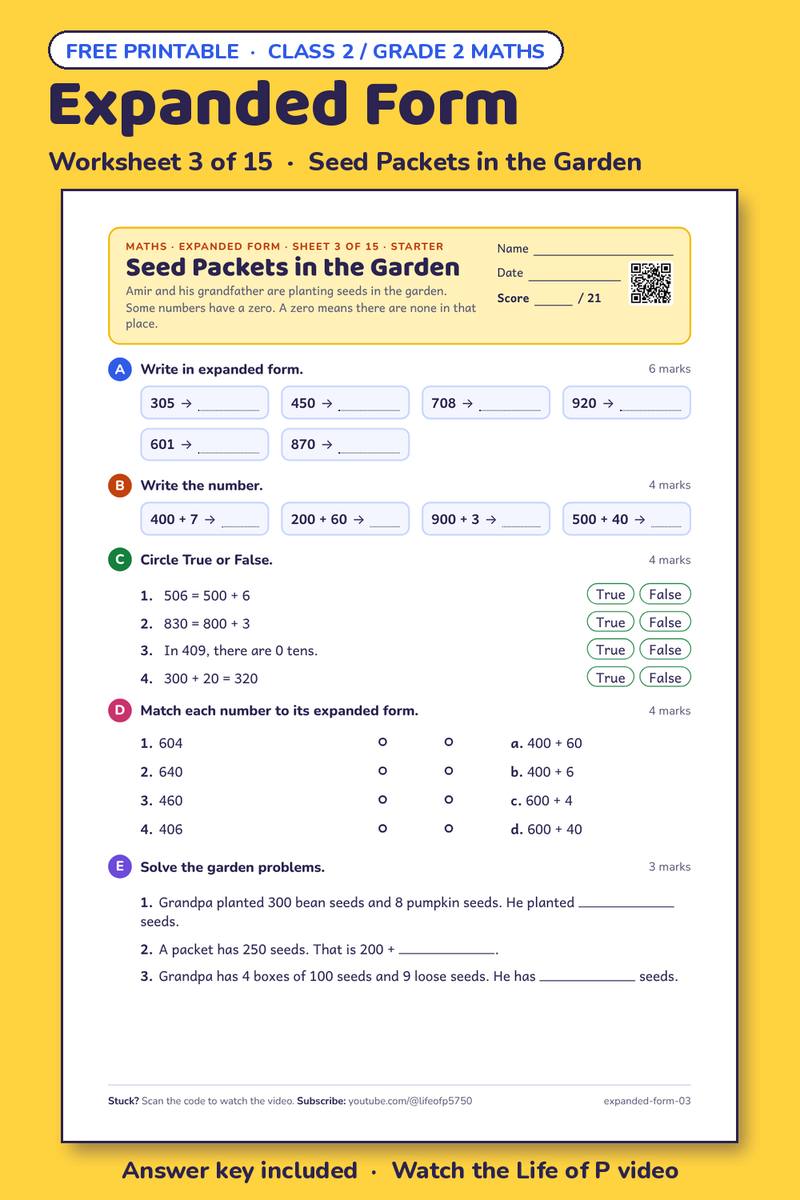 FREE PRINTABLE · CLASS 2 / GRADE 2 MATHS
Expanded Form
Worksheet 3 of 15 · Seed Packets in the Garden
MATHS · EXPANDED FORM · SHEET 3 OF 15 · STARTER
Seed Packets in the Garden
Amir and his grandfather are planting seeds in the garden.
Some numbers have a zero. A zero means there are none in that
place.
Name
Date
Score / 21
A Write in expanded form. 6 marks
305 → 450 → 708 → 920 →
601 → 870 →
B Write the number. 4 marks
400 + 7 → 200 + 60 → 900 + 3 → 500 + 40 →
C Circle True or False. 4 marks
1. 506 = 500 + 6 True False
2. 830 = 800 + 3 True False
3. In 409, there are 0 tens. True False
4. 300 + 20 = 320 True False
D Match each number to its expanded form. 4 marks
1. 604 a. 400 + 60
2. 640 b. 400 + 6
3. 460 c. 600 + 4
4. 406 d. 600 + 40
E Solve the garden problems. 3 marks
1. Grandpa planted 300 bean seeds and 8 pumpkin seeds. He planted ____________
seeds.
2. A packet has 250 seeds. That is 200 + ____________.
3. Grandpa has 4 boxes of 100 seeds and 9 loose seeds. He has ____________ seeds.
Stuck? Scan the code to watch the video. Subscribe: youtube.com/@lifeofp5750 expanded-form-03
Answer key included · Watch the Life of P video